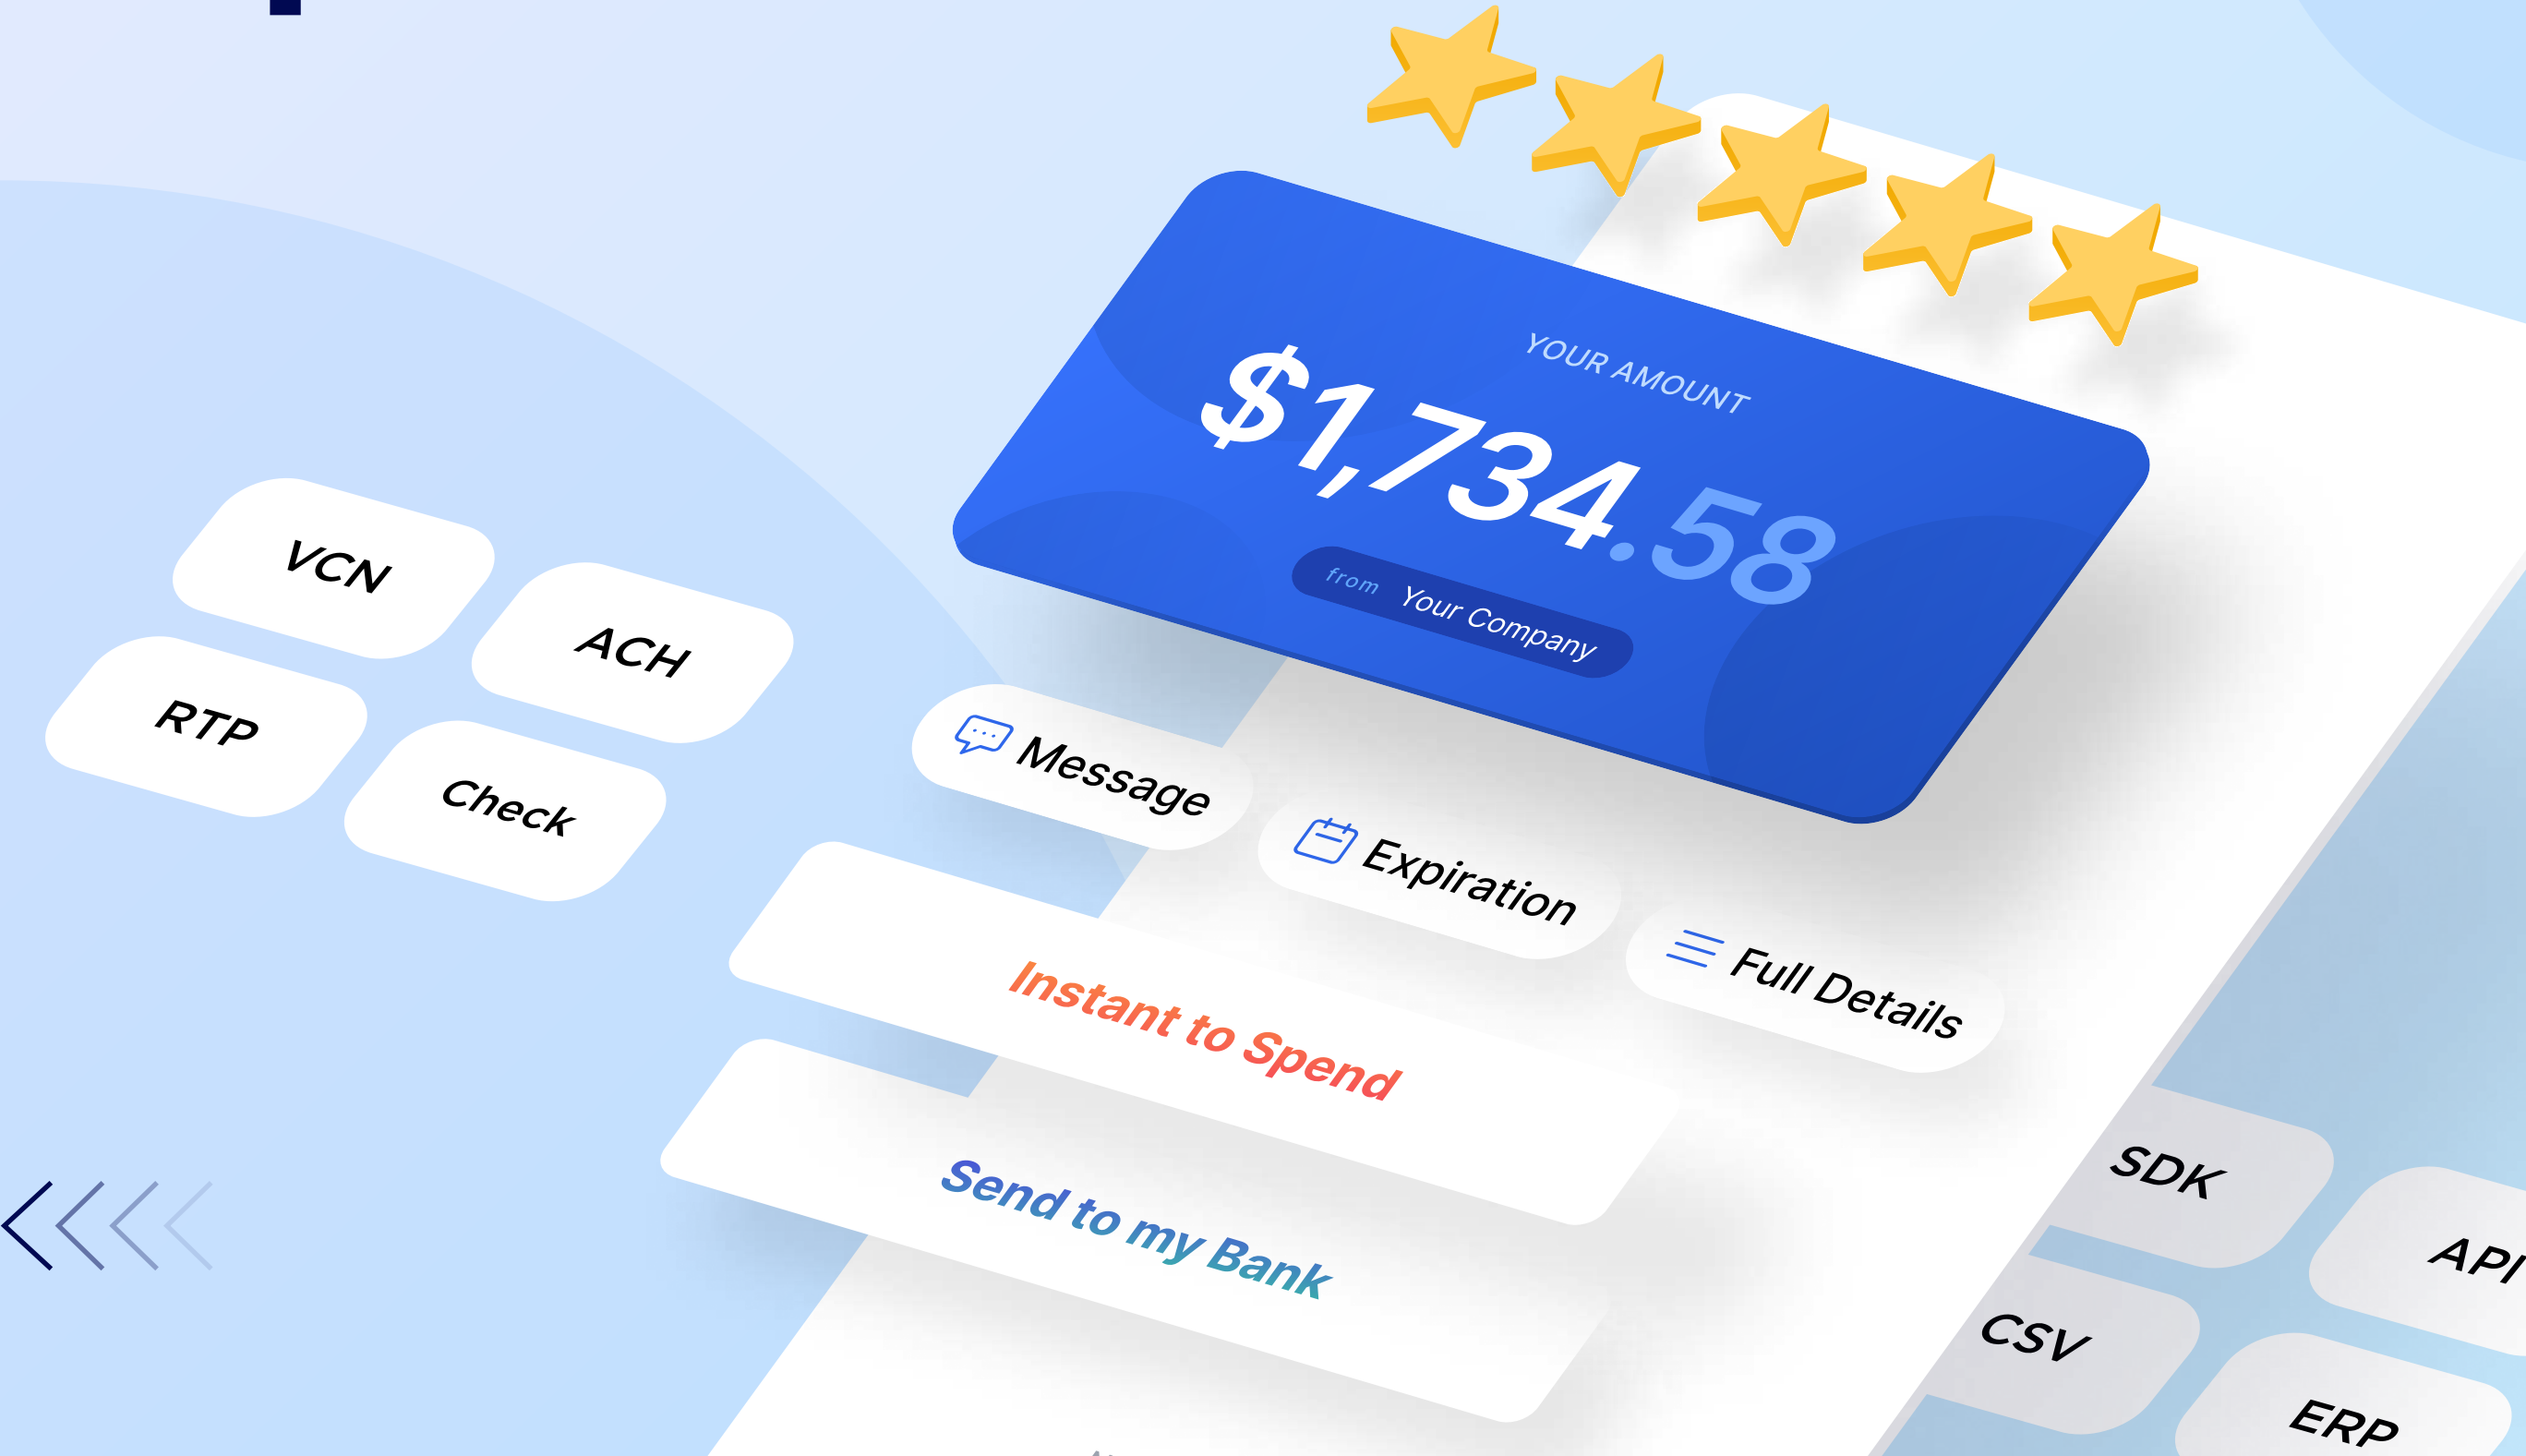 YOUR AMOUNT
$1,734.58
from Your Company
VCN
ACH
RTP
Check
Message
Expiration
Full Details
Instant to Spend
Send to my Bank
SDK
API
CSV
ERP